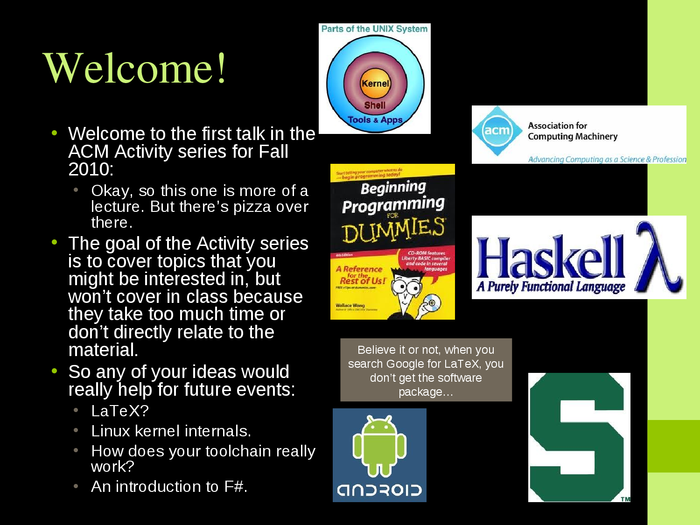 Welcome!
Welcome to the first talk in the
ACM Activity series for Fall
2010:
Okay, so this one is more of a
lecture. But there's pizza over
there.
The goal of the Activity series
is to cover topics that you
might be interested in, but
won't cover in class because
they take too much time or
don't directly relate to the
material.
So any of your ideas would
really help for future events:
LaTeX?
Linux kernel internals.
How does your toolchain really
work?
An introduction to F#.
Parts of the UNIX System
Kernel
Shell
Tools & Apps
acm
Association for
Computing Machinery
Advancing Computing as a Science & Profession
Beginning
Programming
FOR
DUMMIES
CD-ROM features
Liberty BASIC compiler
and code in several
languages
A Reference
for the
Rest of Us!
Wallace Wang
Haskell
A Purely Functional Language
λ
Believe it or not, when you
search Google for LaTeX, you
don't get the software
package…
ANDROID
S
TM